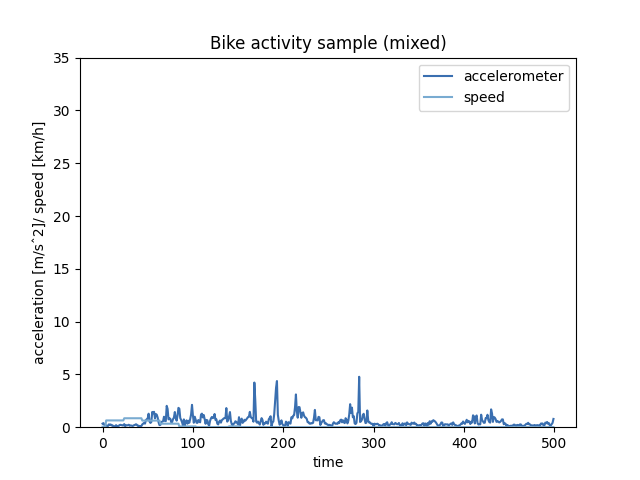 Bike activity sample (mixed)
accelerometer
speed
acceleration [m/s^2]/ speed [km/h]
35
30
25
20
15
10
5
0
0 100 200 300 400 500
time